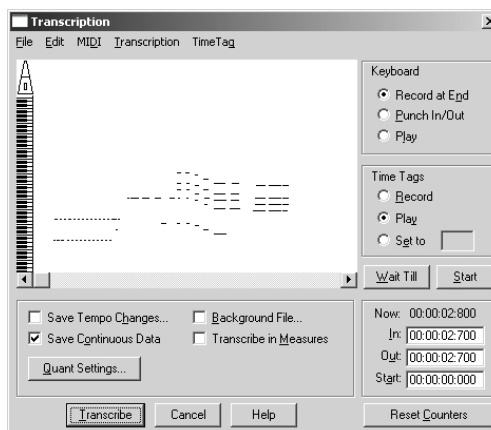 Transcription
File Edit MIDI Transcription TimeTag
Keyboard
Record at End
Punch In/Out
Play
Time Tags
Record
Play
Set to
Wait Till Start
Save Tempo Changes... Background File...
Save Continuous Data Transcribe in Measures
Quant Settings...
Now: 00:00:02:800
In: 00:00:02:700
Out: 00:00:02:700
Start: 00:00:00:000
Transcribe Cancel Help Reset Counters